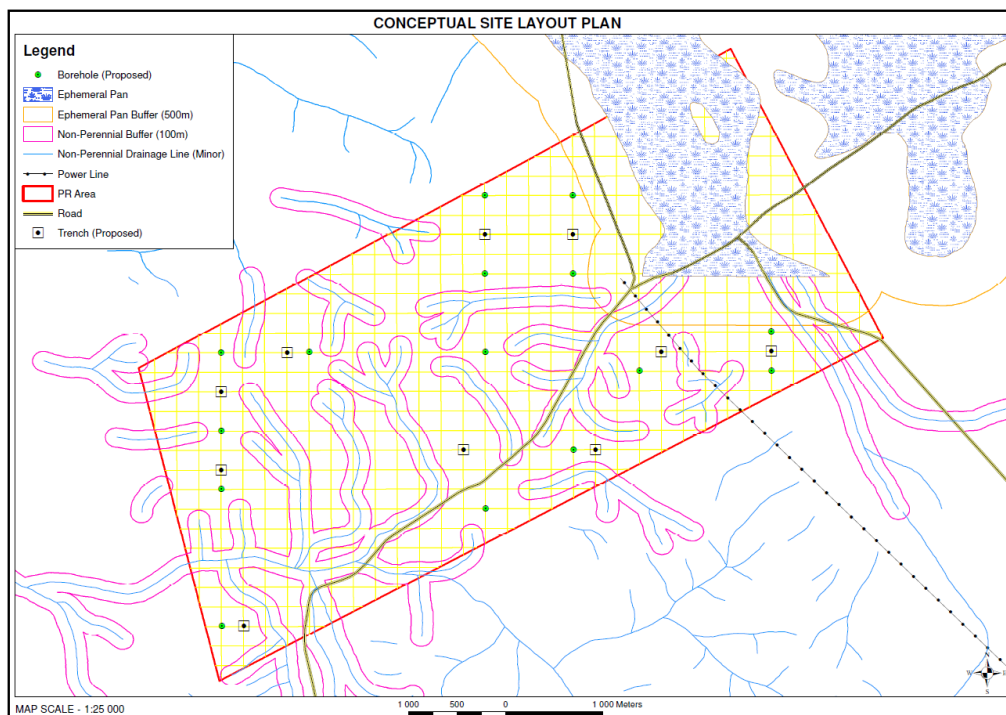 CONCEPTUAL SITE LAYOUT PLAN
Legend
Borehole (Proposed)
Ephemeral Pan
Ephemeral Pan Buffer (500m)
Non-Perennial Buffer (100m)
Non-Perennial Drainage Line (Minor)
Power Line
PR Area
Road
Trench (Proposed)
W
S
MAP SCALE - 1:25 000
1 000 500 0 1 000 Meters